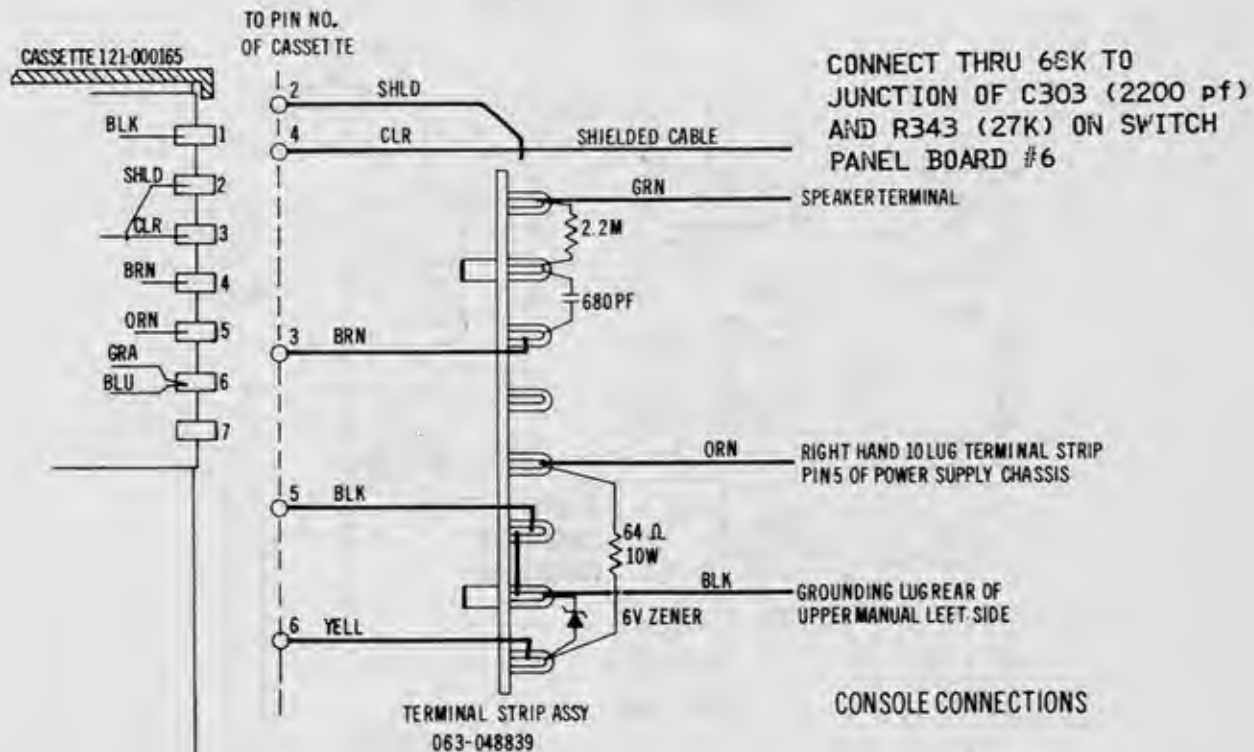 TO PIN NO.
OF CASSETTE
CASSETTE 121-000165
BLK
1
SHLD
2
CLR
3
BRN
4
ORN
5
GRA
BLU
6
7
2
SHLD
4
CLR
SHIELDED CABLE
CONNECT THRU 68K TO
JUNCTION OF C303 (2200 pf)
AND R343 (27K) ON SWITCH
PANEL BOARD #6
GRN
SPEAKER TERMINAL
2.2M
680 PF
3
BRN
ORN
RIGHT HAND 10 LUG TERMINAL STRIP
PIN 5 OF POWER SUPPLY CHASSIS
5
BLK
64 Ω
10W
BLK
GROUNDING LUG REAR OF
UPPER MANUAL LEFT SIDE
6V ZENER
6
YELL
TERMINAL STRIP ASSY
063-048839
CONSOLE CONNECTIONS